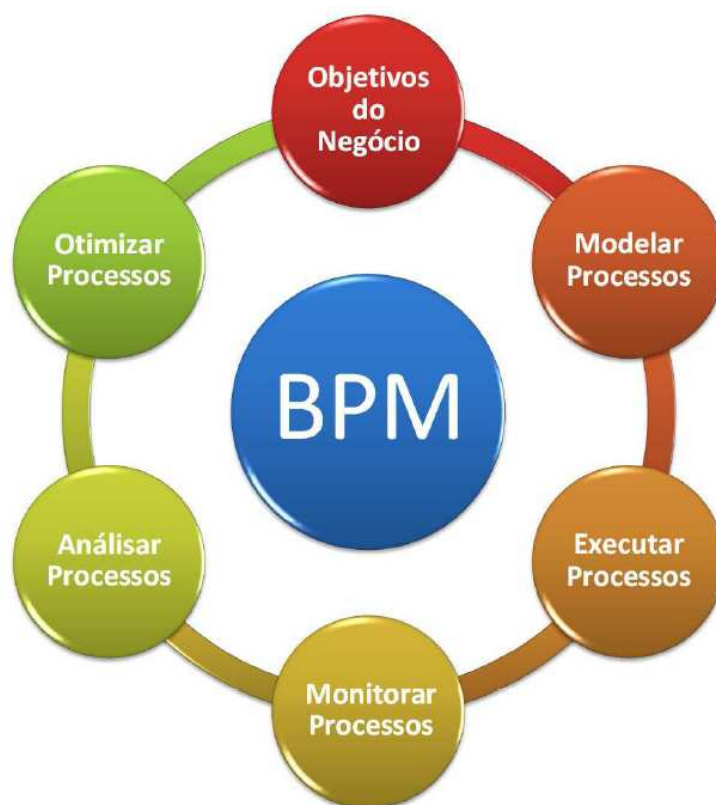 Objetivos
do
Negócio
Modelar
Processos
Executar
Processos
Monitorar
Processos
Análisar
Processos
Otimizar
Processos
BPM